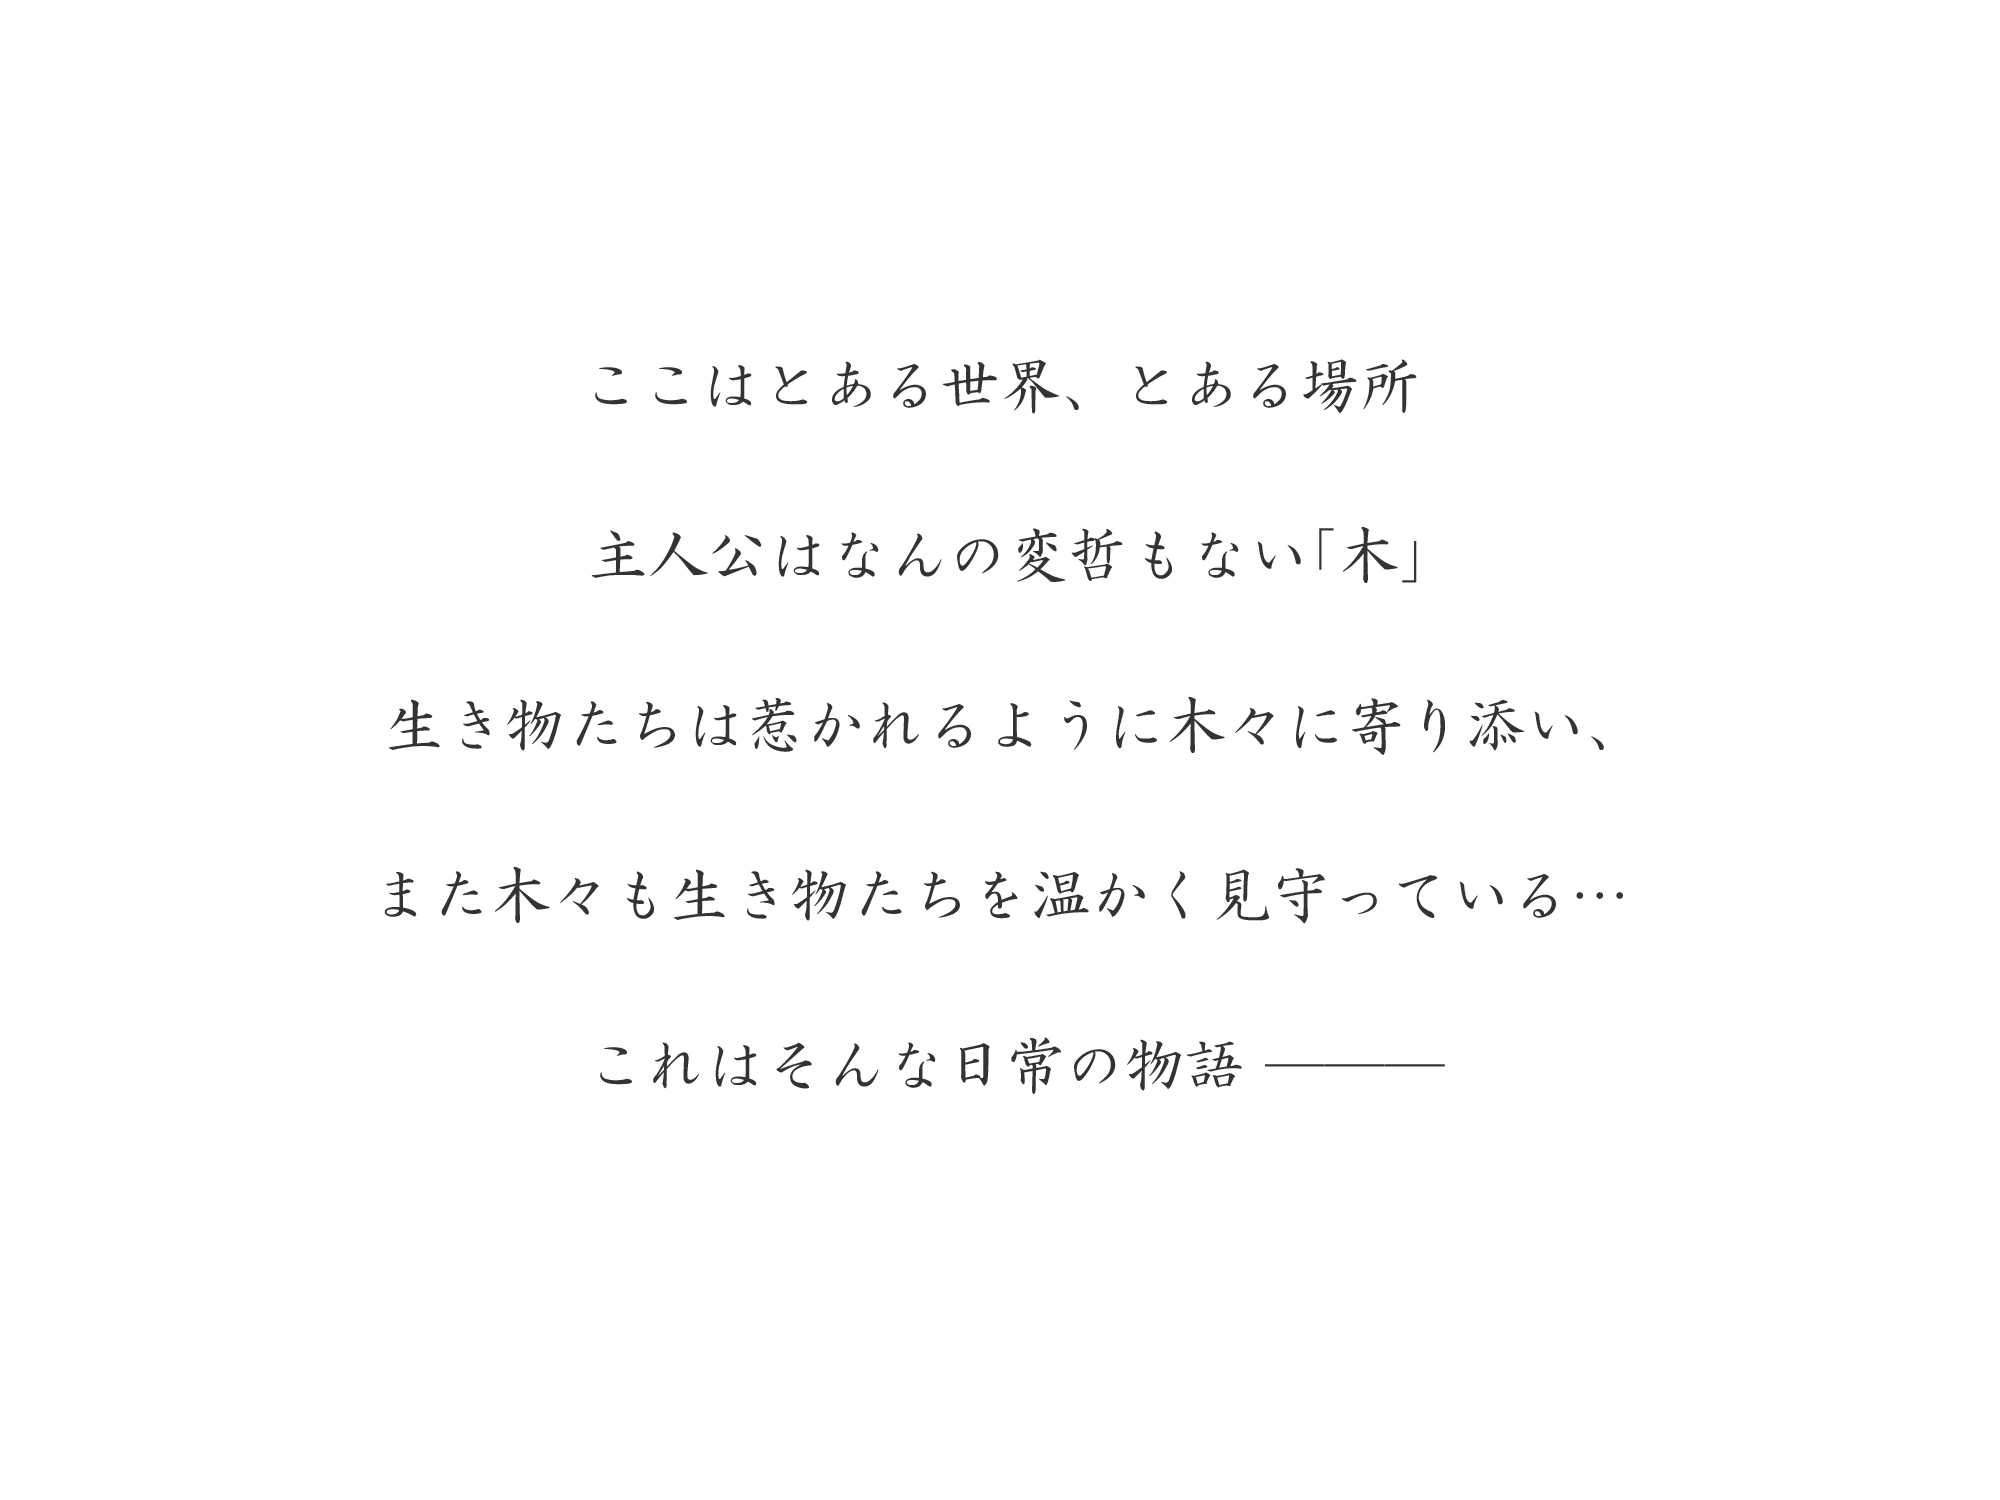 ここはとある世界、とある場所
主人公はなんの変哲もない「木」
生き物たちは惹かれるように木々に寄り添い、
また木々も生き物たちを温かく見守っている…
これはそんな日常の物語 ―――